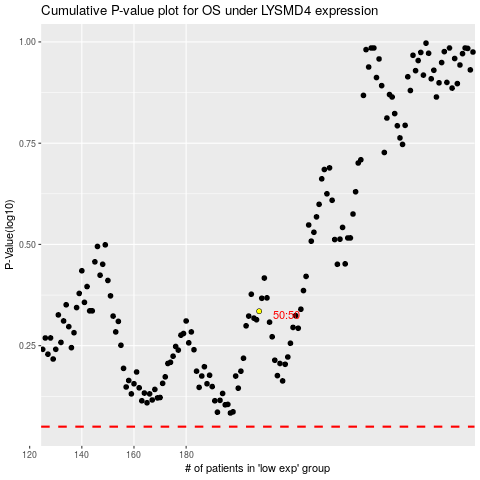 Cumulative P-value plot for OS under LYSMD4 expression
1.00
0.75
0.50
0.25
P-Value(log10)
50:50
120 140 160 180
# of patients in 'low exp' group